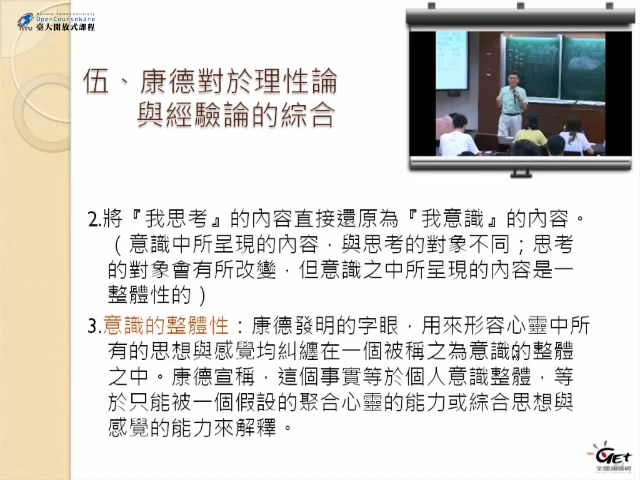 National Taiwan University
OpenCourseWare
NTU 臺大開放式課程
伍、康德對於理性論
與經驗論的綜合
2.將『我思考』的內容直接還原為『我意識』的內容。
（意識中所呈現的內容，與思考的對象不同；思考
的對象會有所改變，但意識之中所呈現的內容是一
整體性的）
3.意識的整體性：康德發明的字眼，用來形容心靈中所
有的思想與感覺均糾纏在一個被稱之為意識的整體
之中。康德宣稱，這個事實等於個人意識整體，等
於只能被一個假設的聚合心靈的能力或綜合思想與
感覺的能力來解釋。
GET
全國通識網